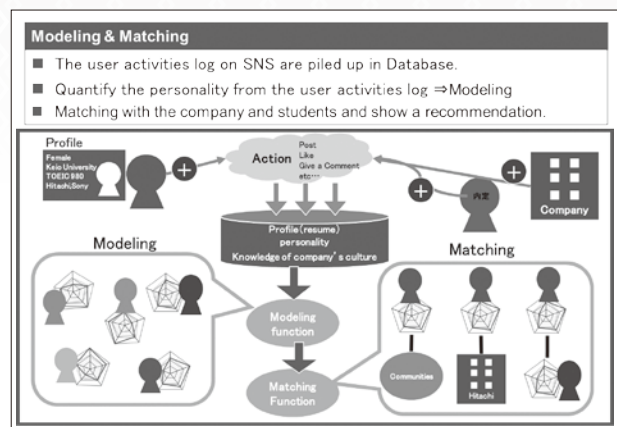 Modeling & Matching
■ The user activities log on SNS are piled up in Database.
■ Quantify the personality from the user activities log ⇒Modeling
■ Matching with the company and students and show a recommendation.
Profile
Female
Keio University
TOEIC 980
Hitachi,Sony
Action
Post
Like
Give a Comment
etc…
内定
Company
Profile(resume)
personality
Knowledge of company's culture
Modeling
Matching
Modeling
function
Matching
Function
Communities
Hitachi